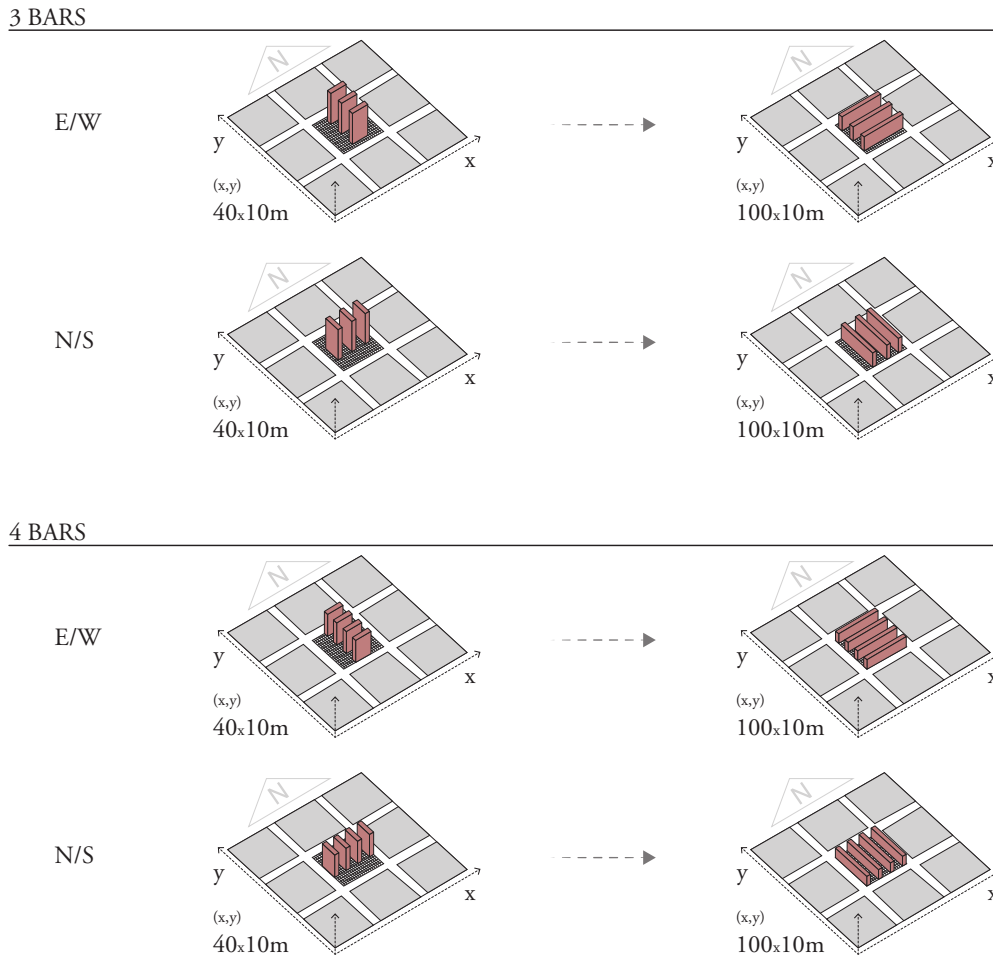 3 BARS
E/W
N
y
x
(x,y)
40x10m
N
y
x
(x,y)
100x10m
N/S
N
y
x
(x,y)
40x10m
N
y
x
(x,y)
100x10m
4 BARS
E/W
N
y
x
(x,y)
40x10m
N
y
x
(x,y)
100x10m
N/S
N
y
x
(x,y)
40x10m
N
y
x
(x,y)
100x10m